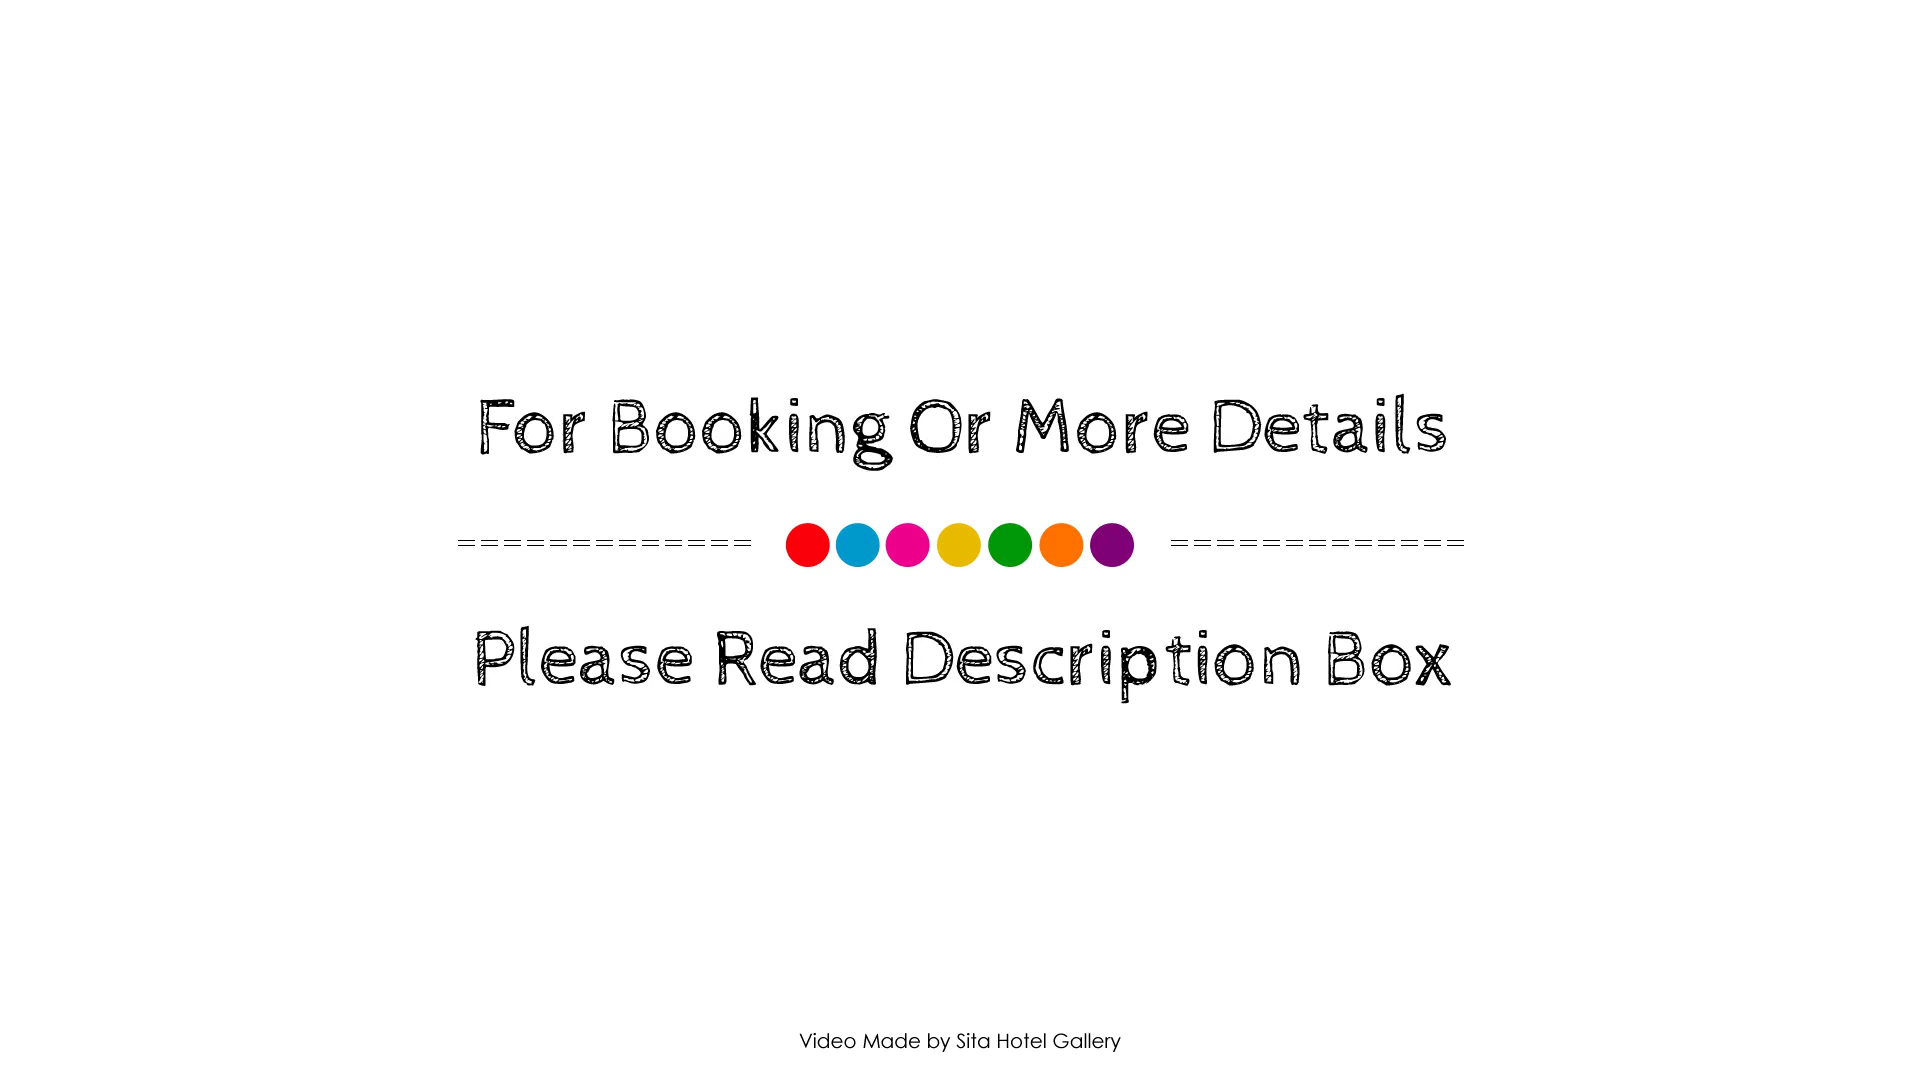 For Booking Or More Details
============= =============
Please Read Description Box
Video Made by Sita Hotel Gallery